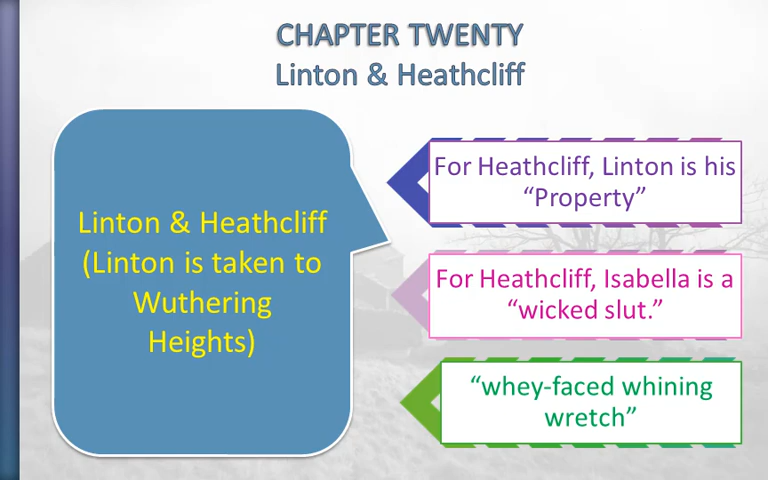 CHAPTER TWENTY
Linton & Heathcliff
Linton & Heathcliff
(Linton is taken to
Wuthering
Heights)
For Heathcliff, Linton is his
“Property”
For Heathcliff, Isabella is a
“wicked slut.”
“whey-faced whining
wretch”